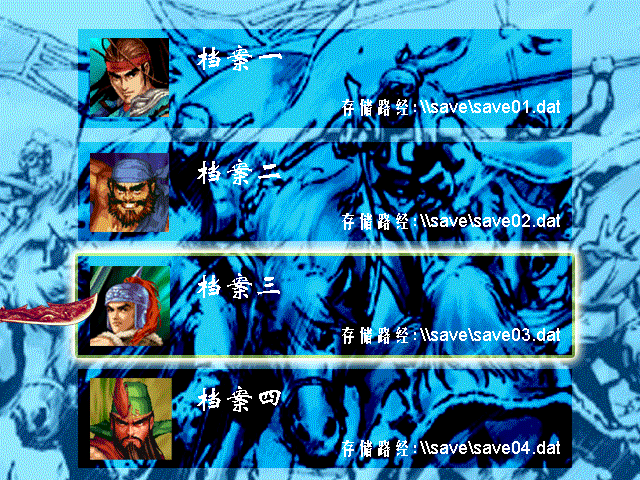 档案一
存储路经:\\save\save01.dat
档案二
存储路经:\\save\save02.dat
档案三
存储路经:\\save\save03.dat
档案四
存储路经:\\save\save04.dat